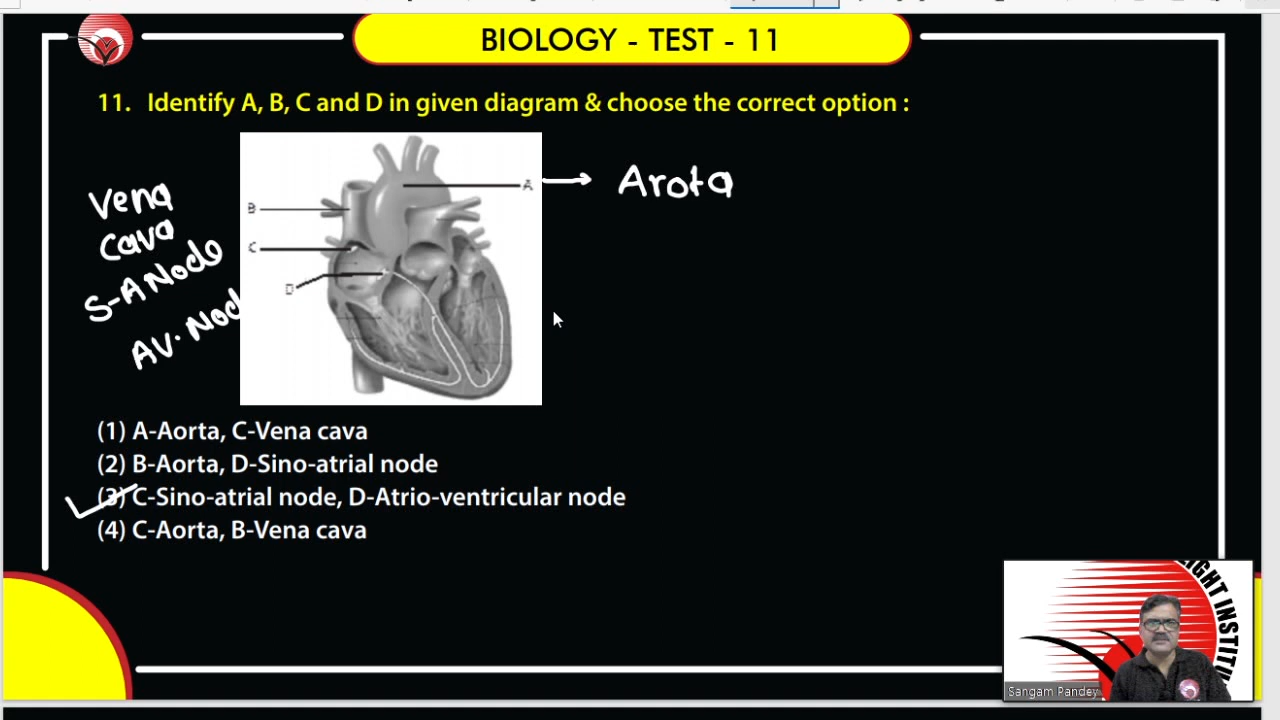 BIOLOGY - TEST - 11
11. Identify A, B, C and D in given diagram & choose the correct option :
A
Arota
Vena
Cava
B
S-A Node
C
AV. Nod
D
(1) A-Aorta, C-Vena cava
(2) B-Aorta, D-Sino-atrial node
(3) C-Sino-atrial node, D-Atrio-ventricular node
(4) C-Aorta, B-Vena cava
IGHT INSTITU
Sangam Pandey